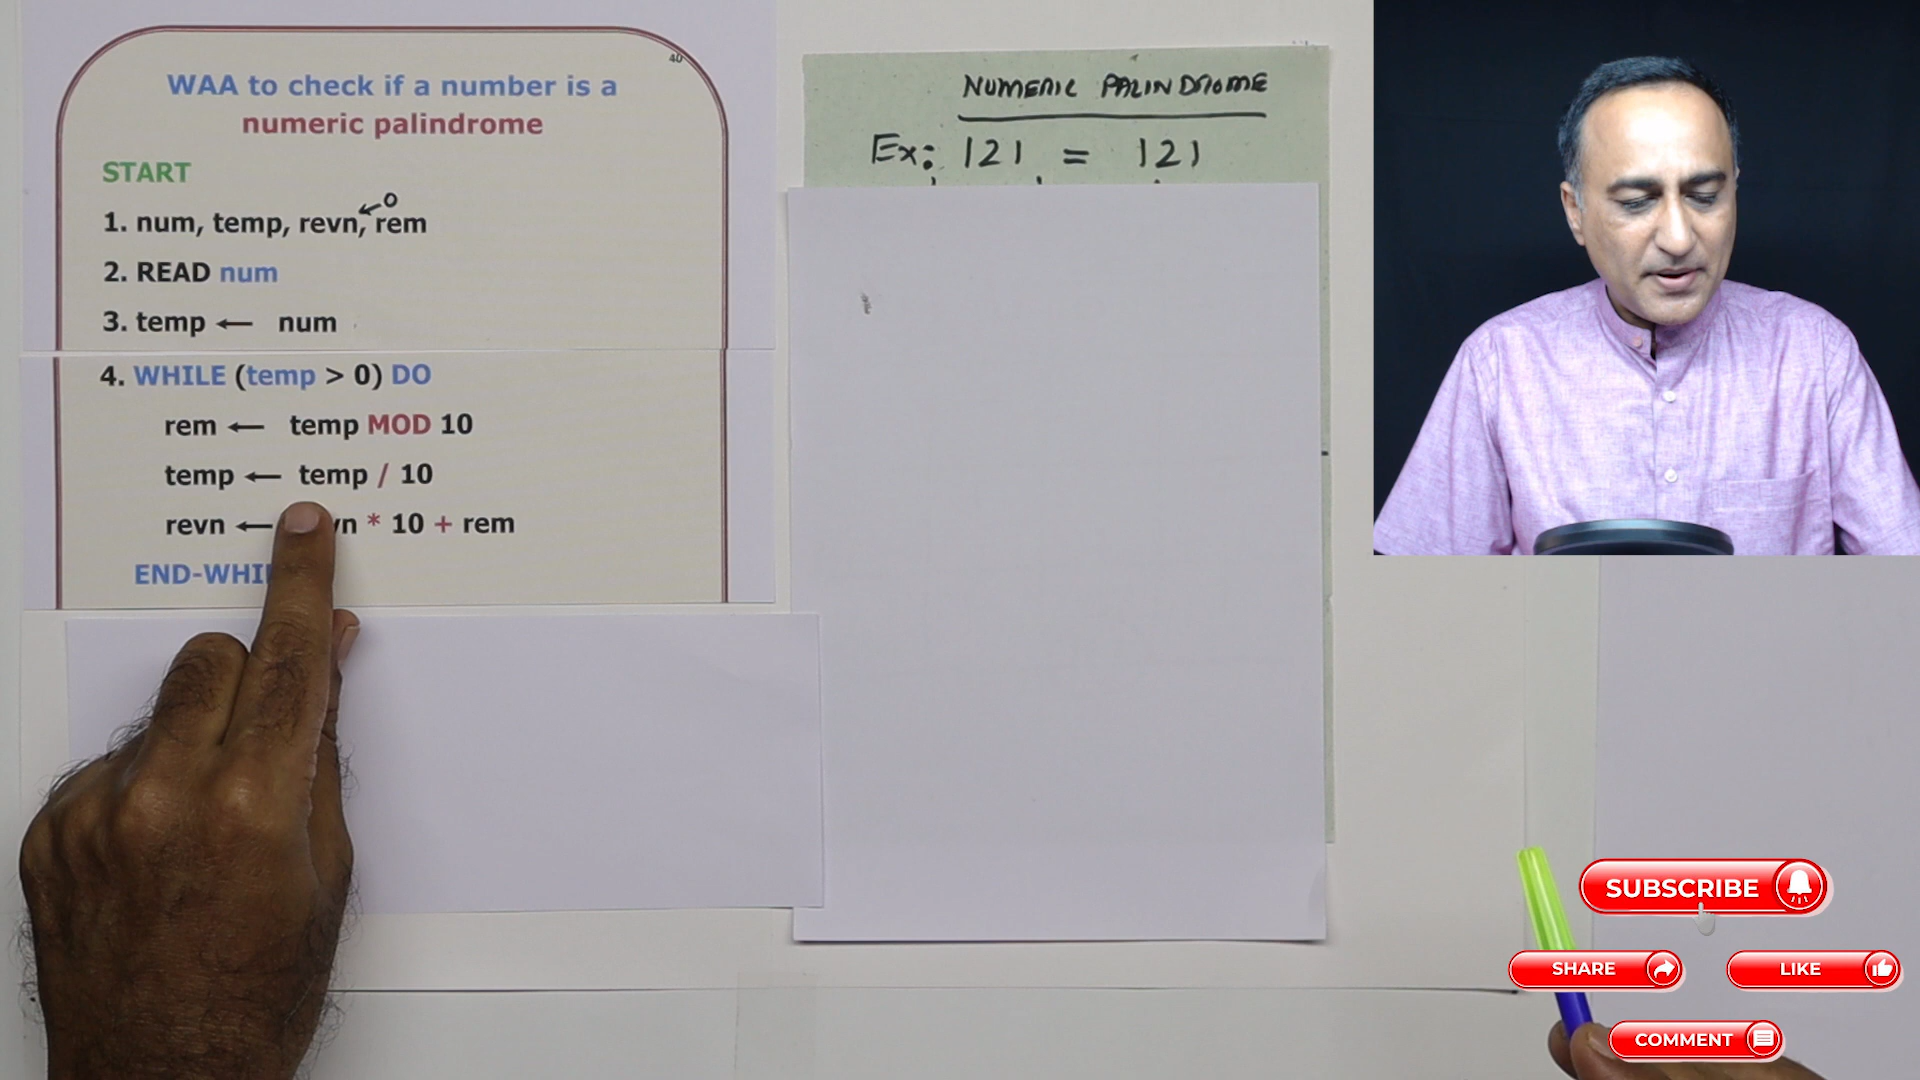 40
WAA to check if a number is a
numeric palindrome
START
0
1. num, temp, revn, rem
2. READ num
3. temp ← num
4. WHILE (temp > 0) DO
rem ← temp MOD 10
temp ← temp / 10
revn ← vn * 10 + rem
END-WHI
NUMERIC PALINDROME
Ex: 121 = 121
SUBSCRIBE
SHARE
LIKE
COMMENT